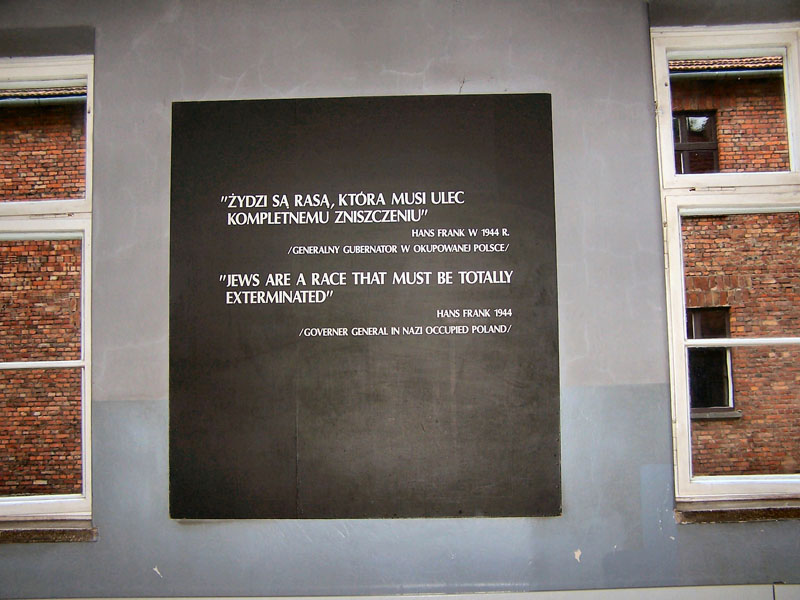 "ŻYDZI SĄ RASĄ, KTÓRA MUSI ULEC
KOMPLETNEMU ZNISZCZENIU"
HANS FRANK W 1944 R.
/GENERALNY GUBERNATOR W OKUPOWANEJ POLSCE/
"JEWS ARE A RACE THAT MUST BE TOTALLY
EXTERMINATED"
HANS FRANK 1944
/GOVERNER GENERAL IN NAZI OCCUPIED POLAND/